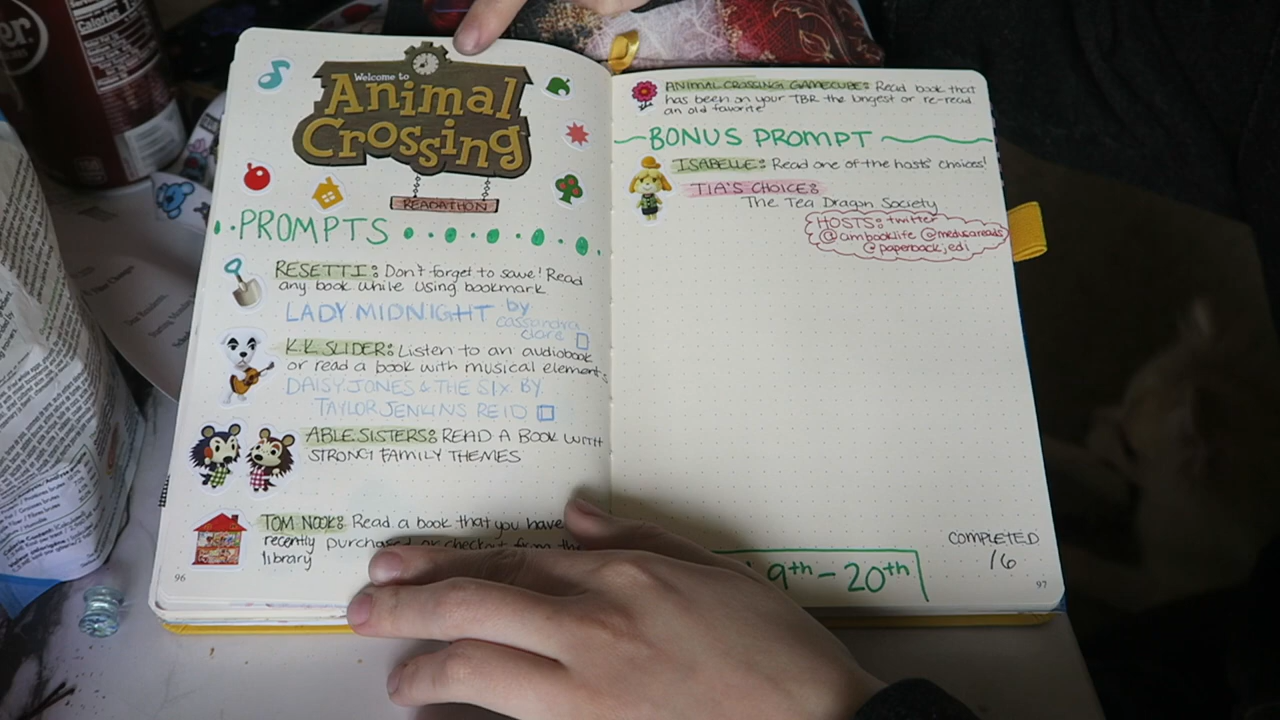 Welcome to
Animal
Crossing
READATHON
PROMPTS
RESETTI: Don't forget to save! Read
any book while using bookmark
LADY MIDNIGHT by
cassandra
clare
K.K. SLIDER: Listen to an audiobook
or read a book with musical elements
DAISY JONES & THE SIX BY
TAYLOR JENKINS REID
ABLE SISTERS: READ A BOOK WITH
STRONG FAMILY THEMES
TOM NOOK: Read a book that you have
recently purchased or checkout from the
library
96
ANIMAL CROSSING GAMECUBE: Read book that
has been on your TBR the longest or re-read
an old favorite
BONUS PROMPT
ISABELLE: Read one of the hosts' choices!
TIA'S CHOICE:
The Tea Dragon Society
HOSTS: twitter
@iambooklife @medusareads
@paperback_jedi
9th - 20th
COMPLETED
/6
97
Calories